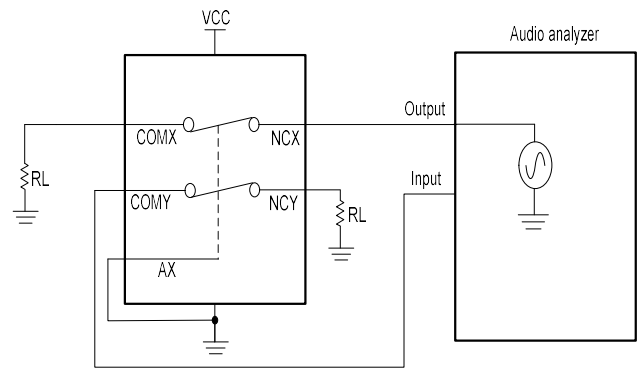 VCC
Audio analyzer
Output
COMX
NCX
RL
Input
COMY
NCY
RL
AX